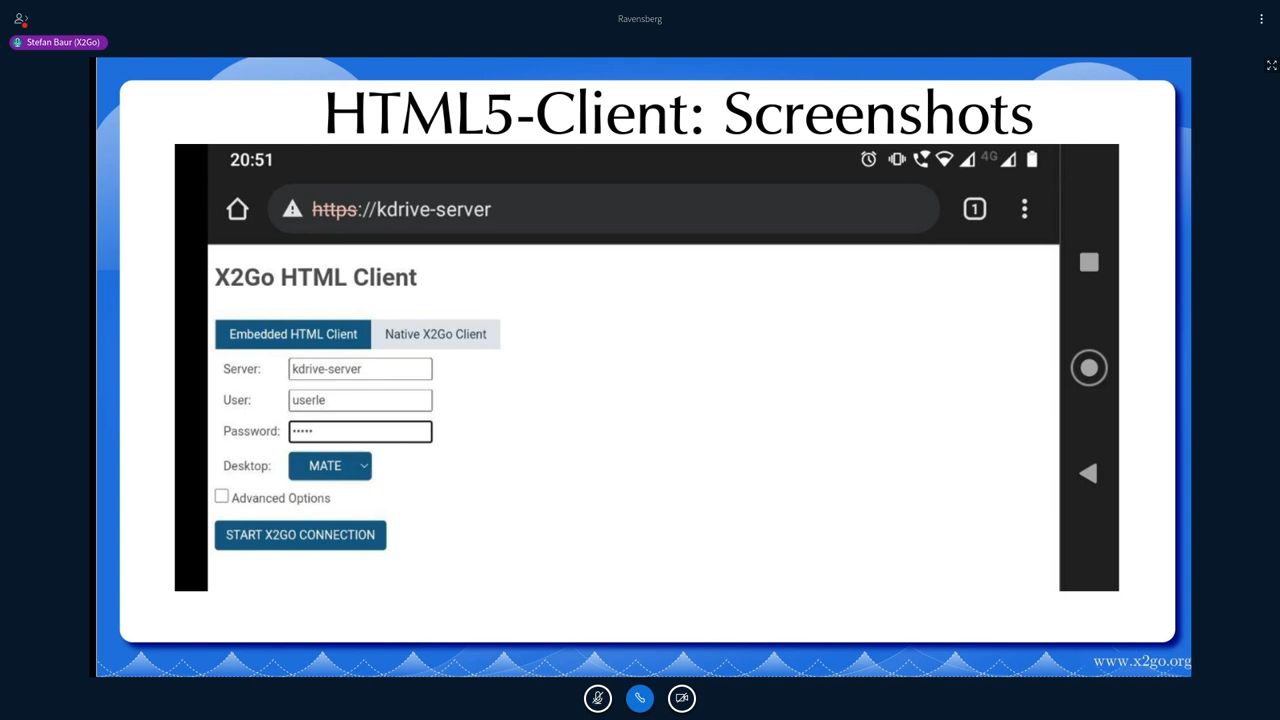 Ravensberg
Stefan Baur (X2Go)
HTML5-Client: Screenshots
20:51
4G
https://kdrive-server
1
X2Go HTML Client
Embedded HTML Client Native X2Go Client
Server: kdrive-server
User: userle
Password: •••••
Desktop: MATE
Advanced Options
START X2GO CONNECTION
www.x2go.org